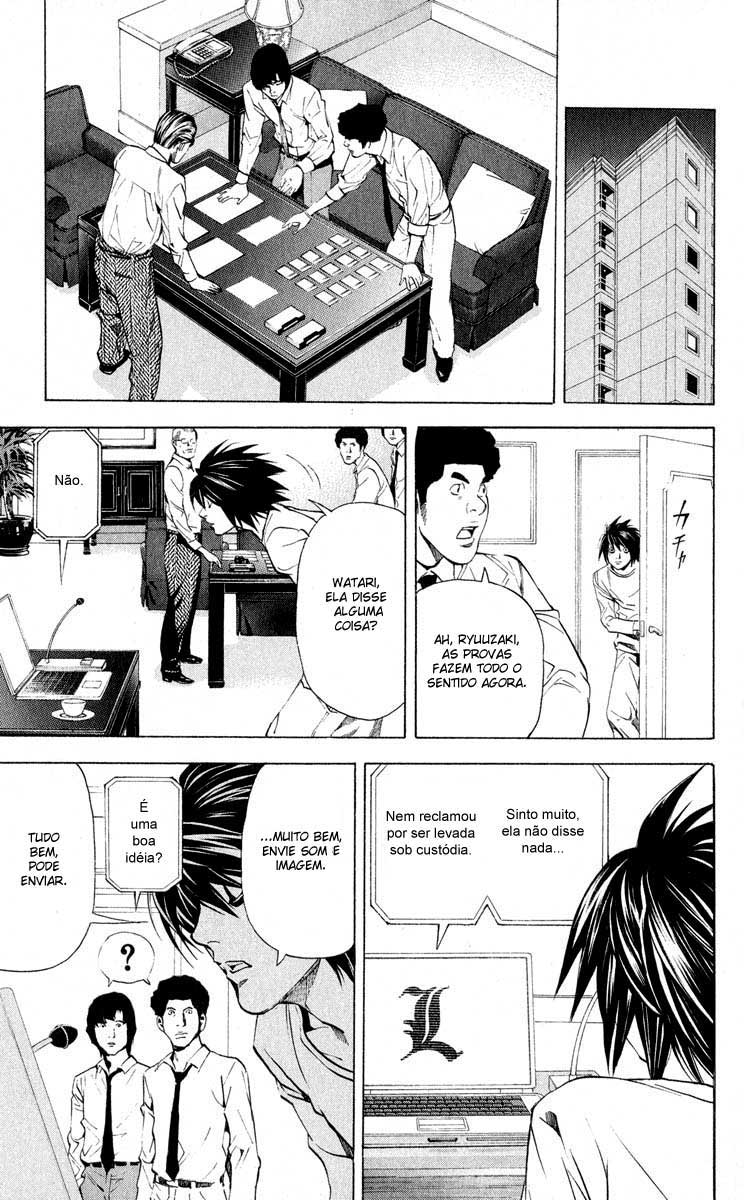 カチャ
AH, RYUUZAKI,
AS PROVAS
FAZEM TODO O
SENTIDO AGORA.
WATARI,
ELA DISSE
ALGUMA
COISA?
Não.
Sinto muito,
ela não disse
nada...
Nem reclamou
por ser levada
sob custódia.
L
...MUITO BEM,
ENVIE SOM E
IMAGEM.
É
uma
boa
idéia?
TUDO
BEM,
PODE
ENVIAR.
?